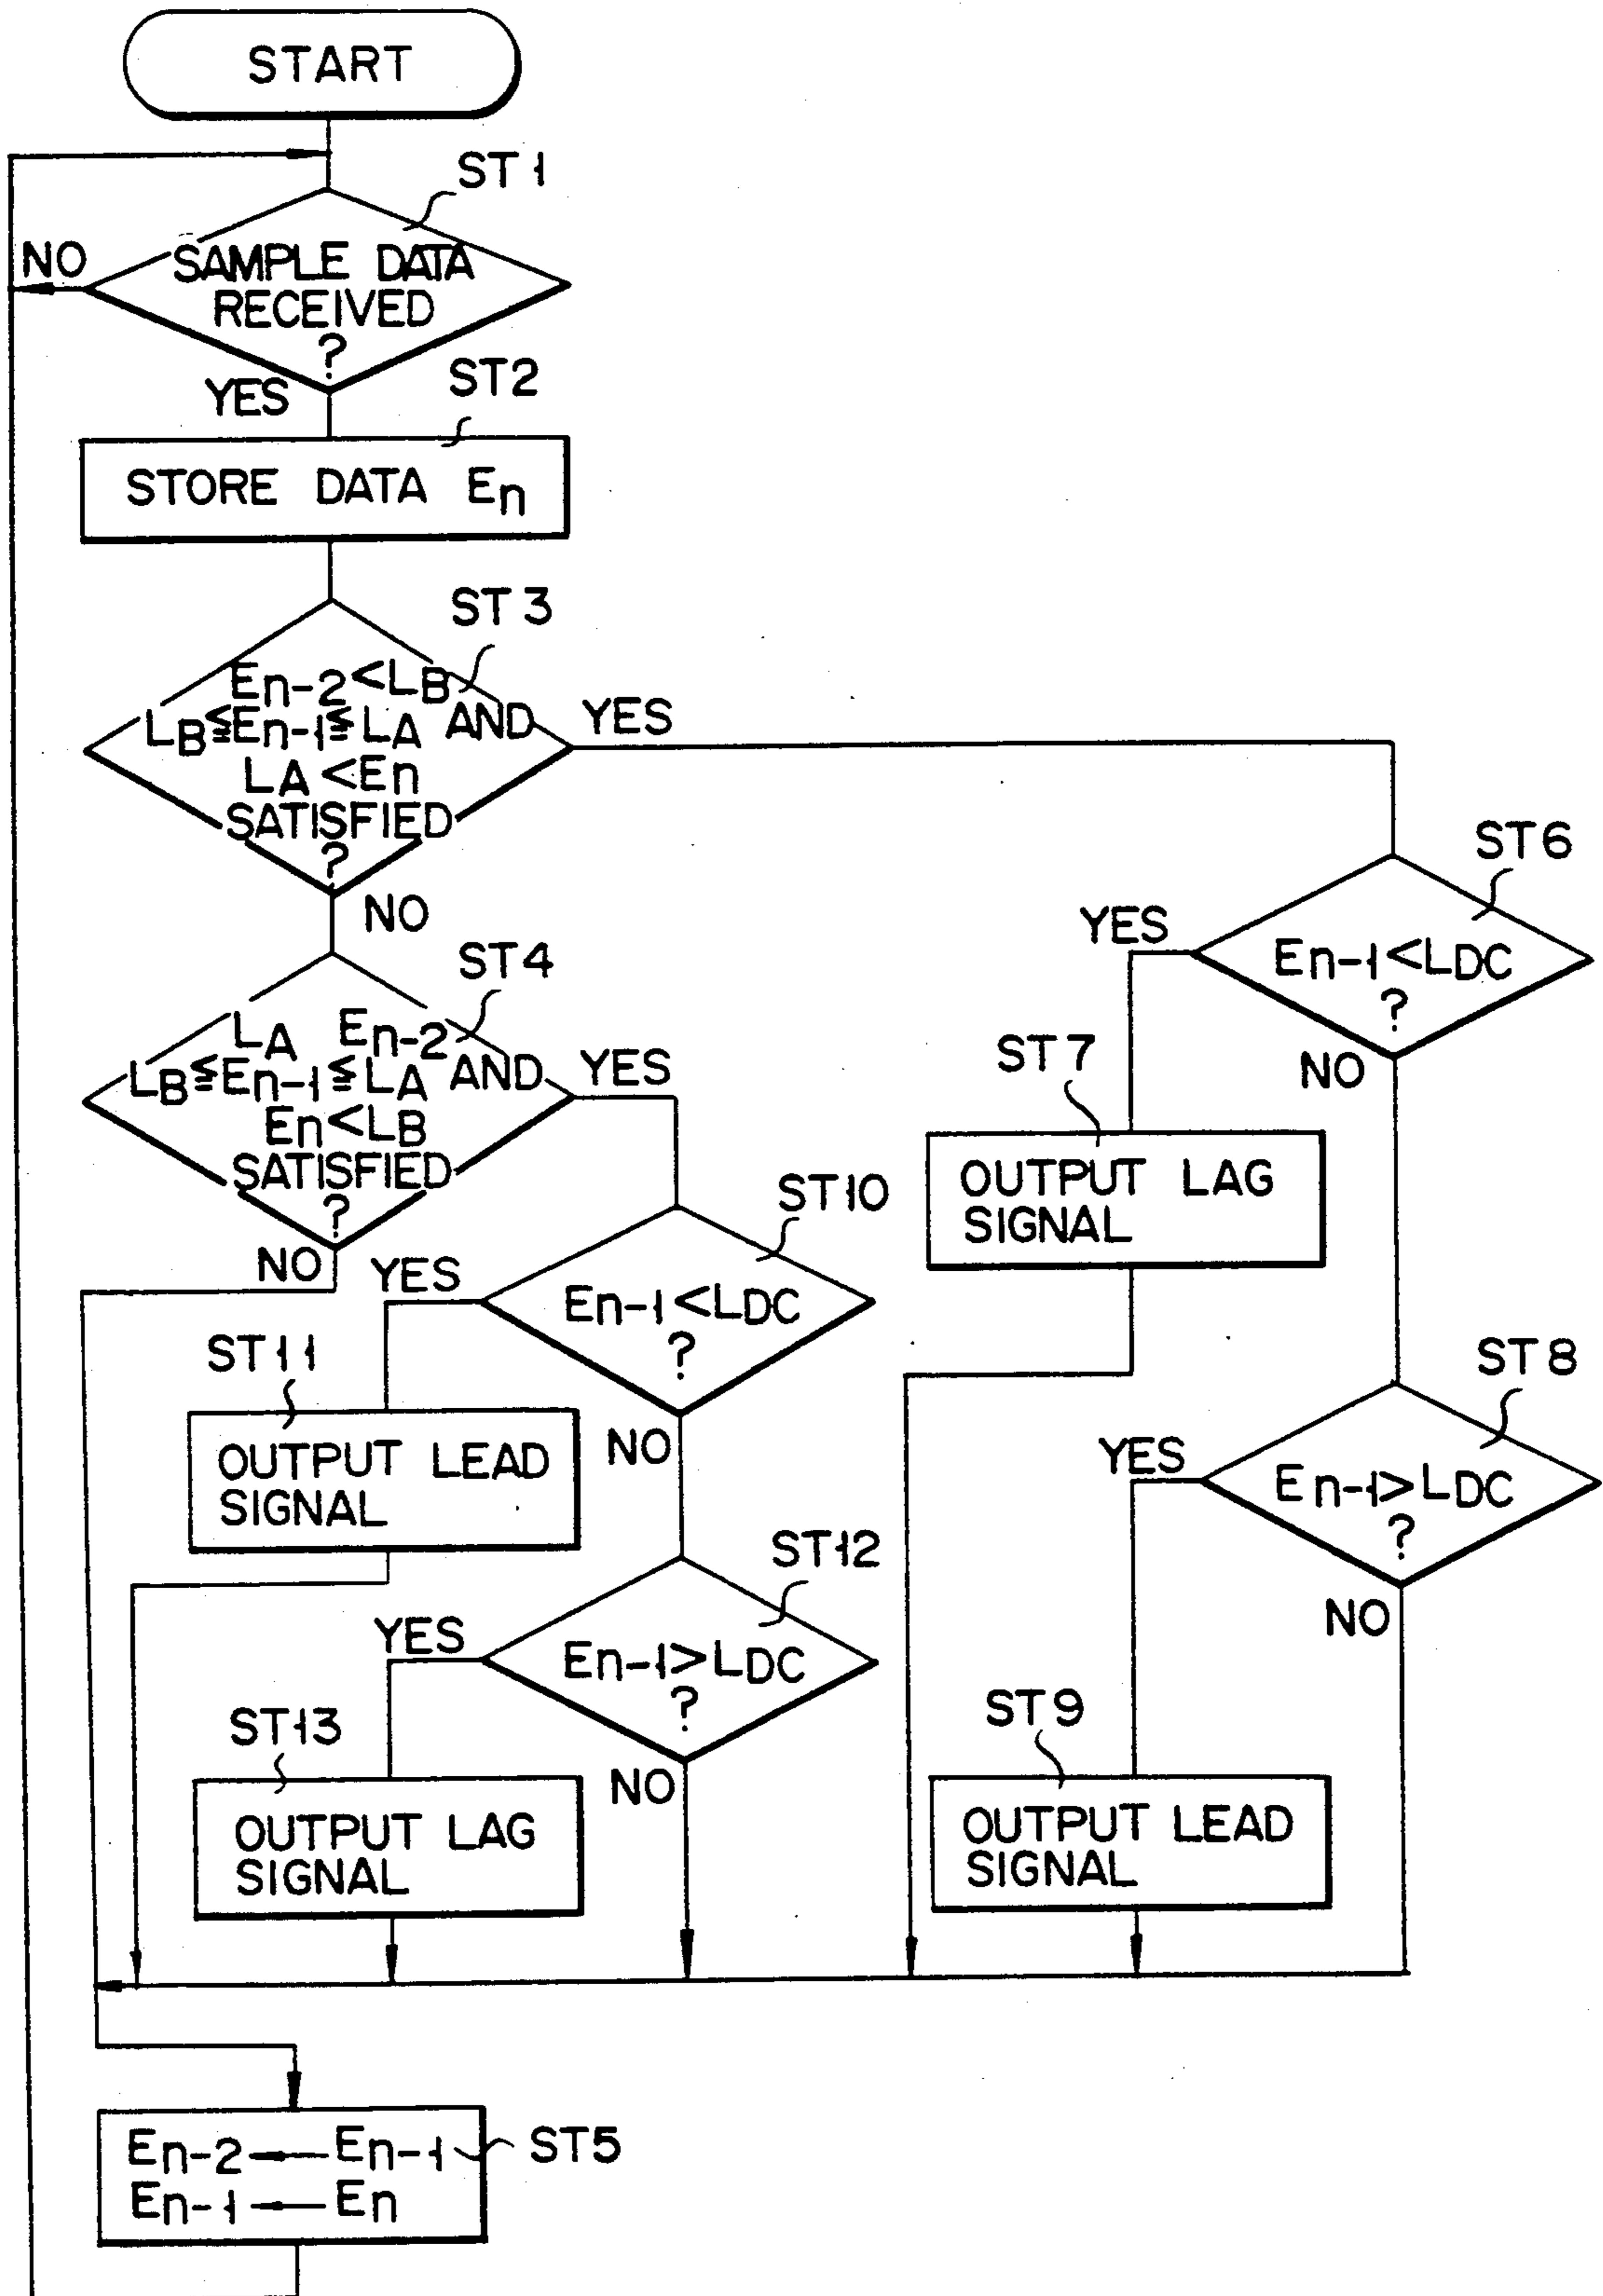 START
ST1
NO
SAMPLE DATA
RECEIVED
?
YES
ST2
STORE DATA En
ST3
En-2<LB
LB≦En-1≦LA AND
LA<En
SATISFIED
?
YES
NO
ST4
LA En-2
LB≦En-1≦LA AND
En<LB
SATISFIED
?
YES
NO
ST6
YES
En-1<LDC
?
NO
ST7
OUTPUT LAG
SIGNAL
ST10
YES
En-1<LDC
?
NO
ST11
OUTPUT LEAD
SIGNAL
ST8
YES
En-1>LDC
?
NO
ST12
YES
En-1>LDC
?
NO
ST13
OUTPUT LAG
SIGNAL
ST9
OUTPUT LEAD
SIGNAL
En-2←En-1
En-1←En
ST5